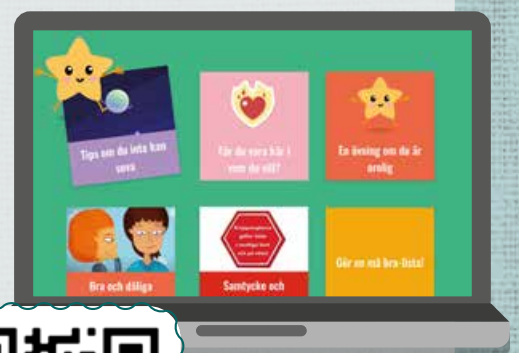 Tips om du inte kan
sova
Får du vara kär i
vem du vill?
En övning om du är
orolig
Bra och dåliga
Samtycke och
Gör en må bra-lista!